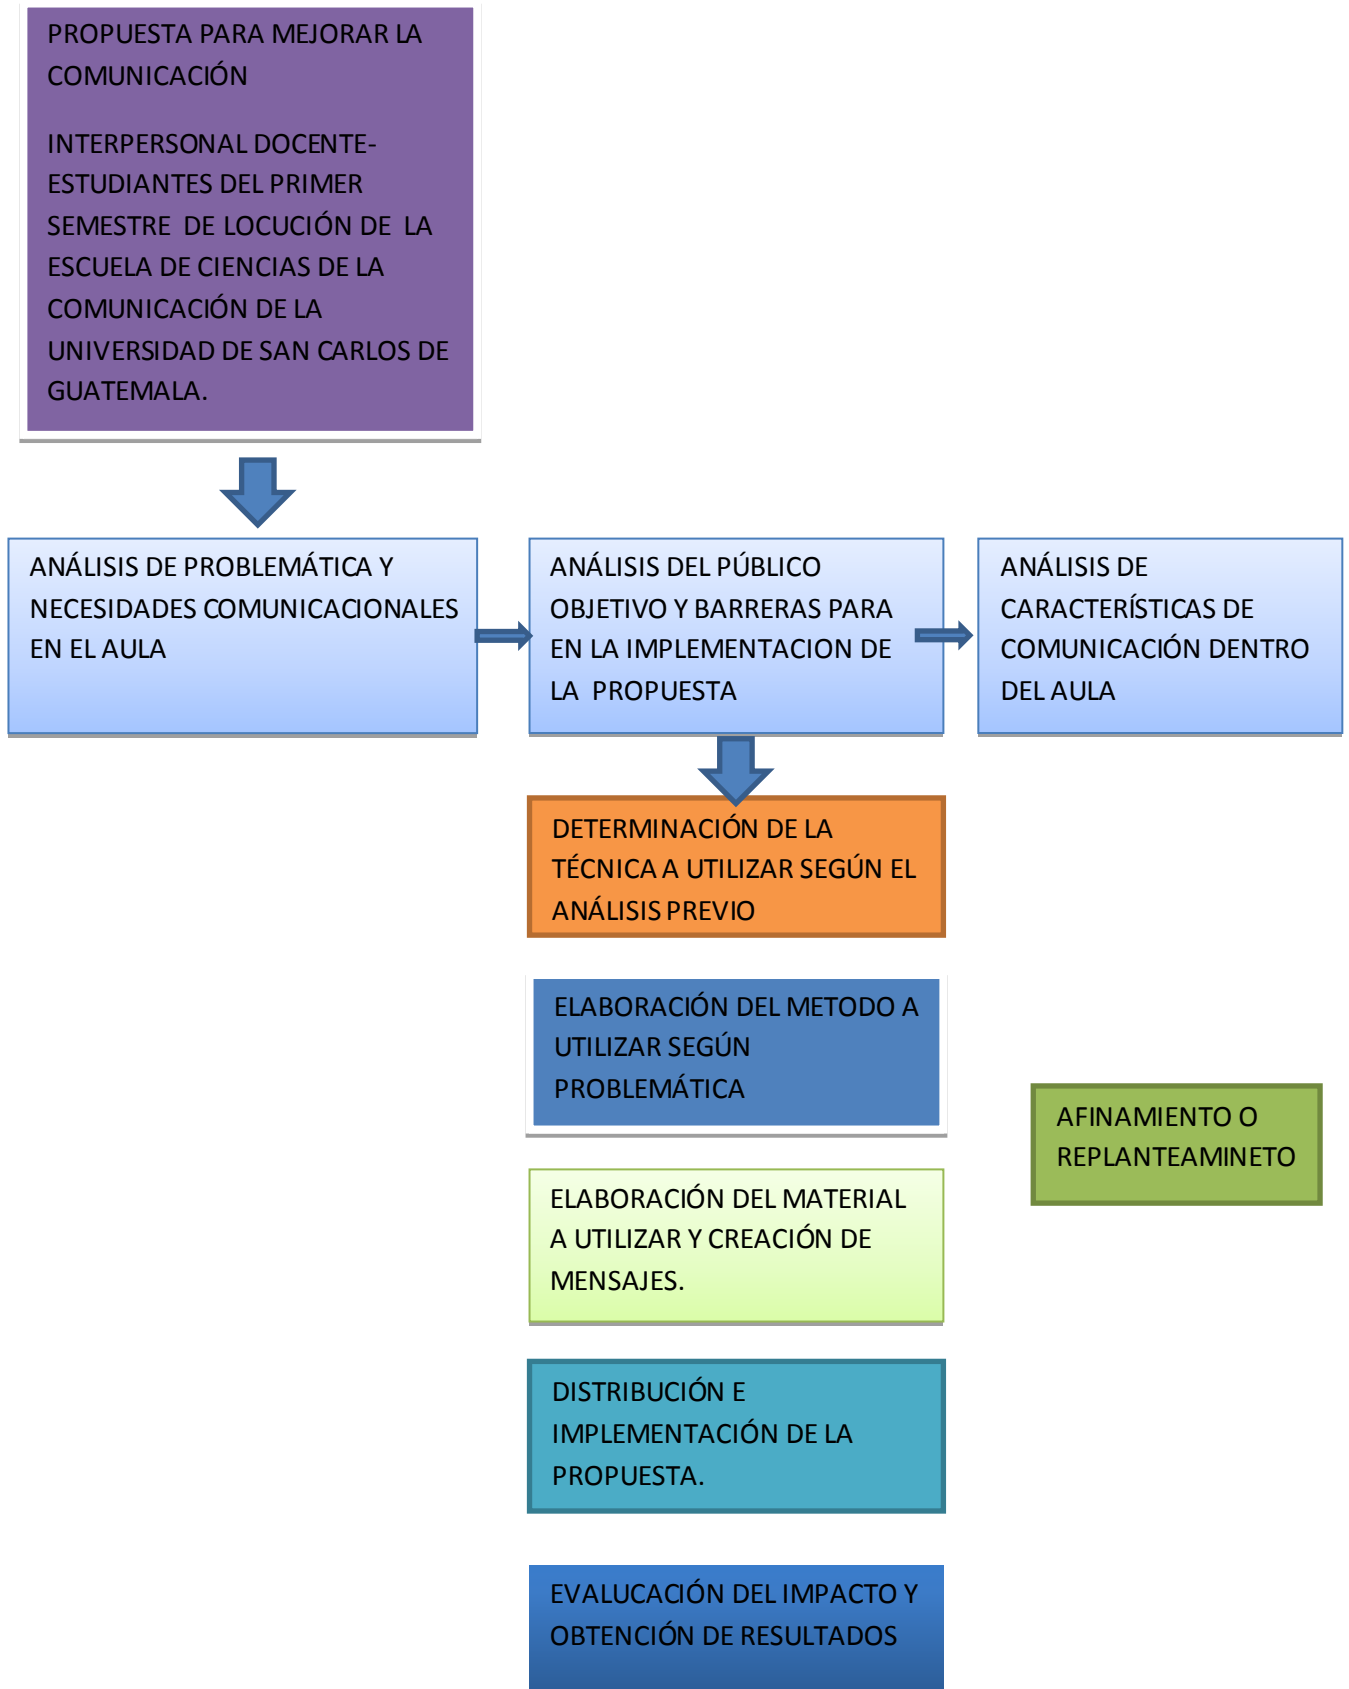 PROPUESTA PARA MEJORAR LA
COMUNICACIÓN
INTERPERSONAL DOCENTE-
ESTUDIANTES DEL PRIMER
SEMESTRE DE LOCUCIÓN DE LA
ESCUELA DE CIENCIAS DE LA
COMUNICACIÓN DE LA
UNIVERSIDAD DE SAN CARLOS DE
GUATEMALA.
ANÁLISIS DE PROBLEMÁTICA Y
NECESIDADES COMUNICACIONALES
EN EL AULA
ANÁLISIS DEL PÚBLICO
OBJETIVO Y BARRERAS PARA
EN LA IMPLEMENTACION DE
LA PROPUESTA
ANÁLISIS DE
CARACTERÍSTICAS DE
COMUNICACIÓN DENTRO
DEL AULA
DETERMINACIÓN DE LA
TÉCNICA A UTILIZAR SEGÚN EL
ANÁLISIS PREVIO
ELABORACIÓN DEL METODO A
UTILIZAR SEGÚN
PROBLEMÁTICA
AFINAMIENTO O
REPLANTEAMINETO
ELABORACIÓN DEL MATERIAL
A UTILIZAR Y CREACIÓN DE
MENSAJES.
DISTRIBUCIÓN E
IMPLEMENTACIÓN DE LA
PROPUESTA.
EVALUCACIÓN DEL IMPACTO Y
OBTENCIÓN DE RESULTADOS